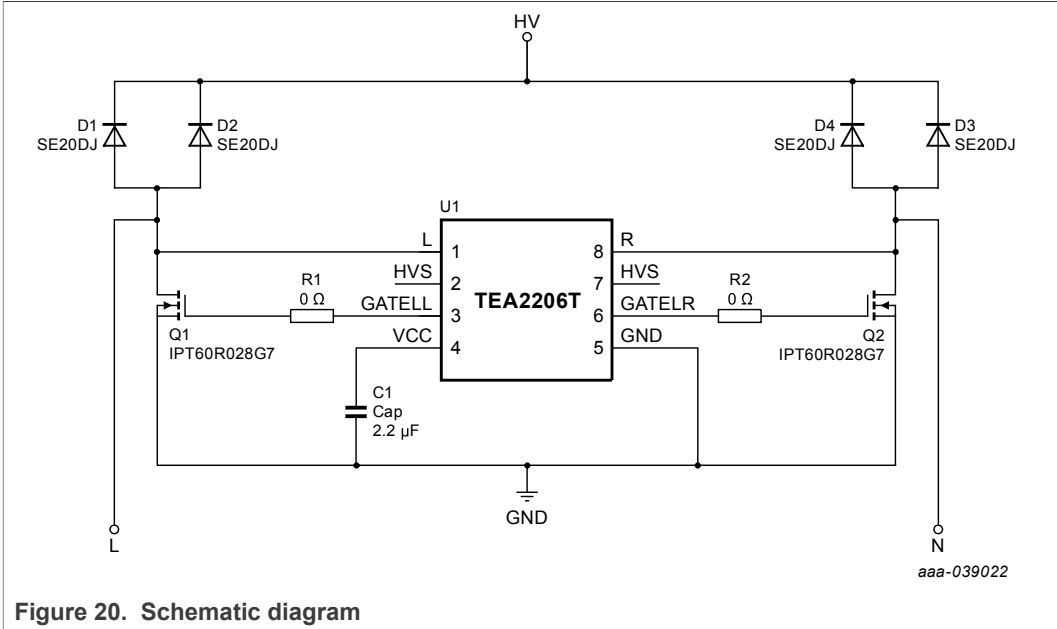 HV
D1
SE20DJ
D2
SE20DJ
D4
SE20DJ
D3
SE20DJ
U1
L
1
HVS
2
GATELL
3
VCC
4
TEA2206T
8
R
7
HVS
6
GATELR
5
GND
R1
0 Ω
R2
0 Ω
Q1
IPT60R028G7
Q2
IPT60R028G7
C1
Cap
2.2 µF
GND
L
N
aaa-039022
Figure 20. Schematic diagram